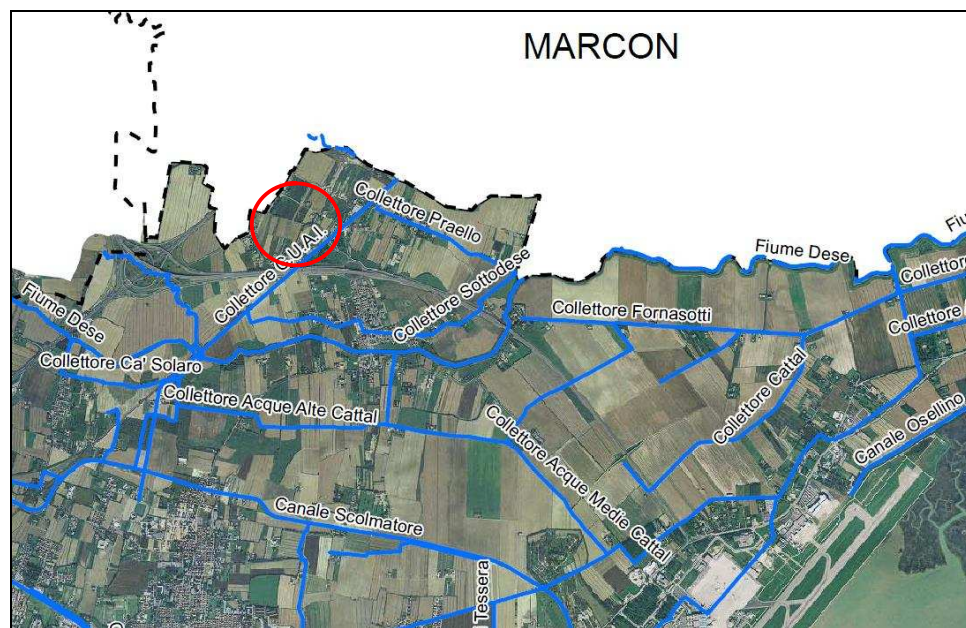 MARCON
Collettore Praello
Collettore C.U.A.I.
Fiume Dese
Fiu
Collettore Sottodese
Collettore
Fiume Dese
Collettore Fornasotti
Collettore
Collettore Ca' Solaro
Collettore Cattal
Collettore Acque Alte Cattal
Canale Osellino
Collettore Acque Medie Cattal
Canale Scolmatore
Tessera